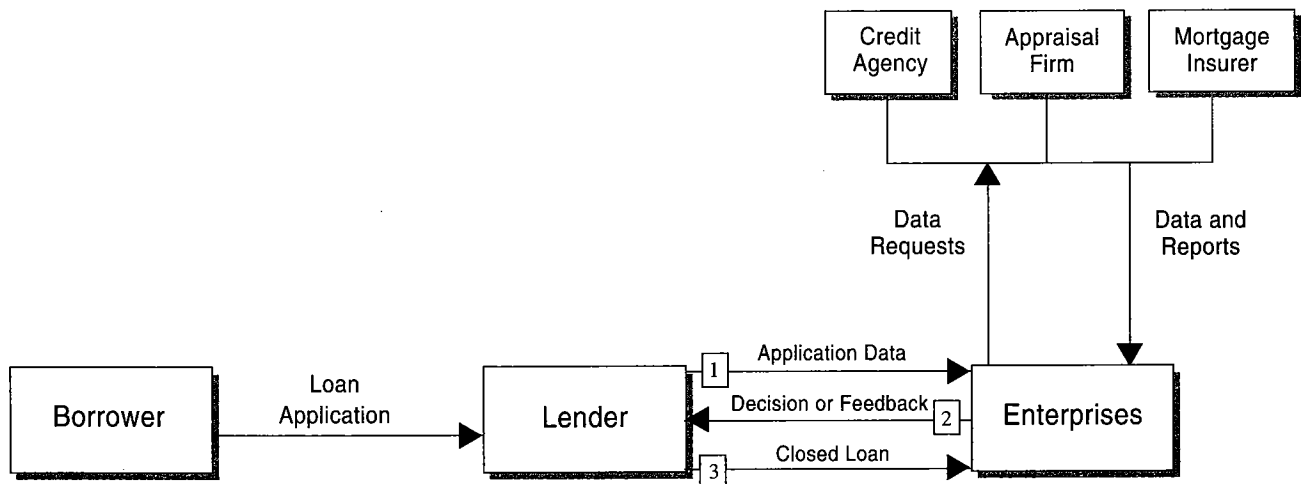 Credit
Agency
Appraisal
Firm
Mortgage
Insurer
Data
Requests
Data and
Reports
Borrower
Loan
Application
Lender
1
Application Data
Decision or Feedback
2
3
Closed Loan
Enterprises